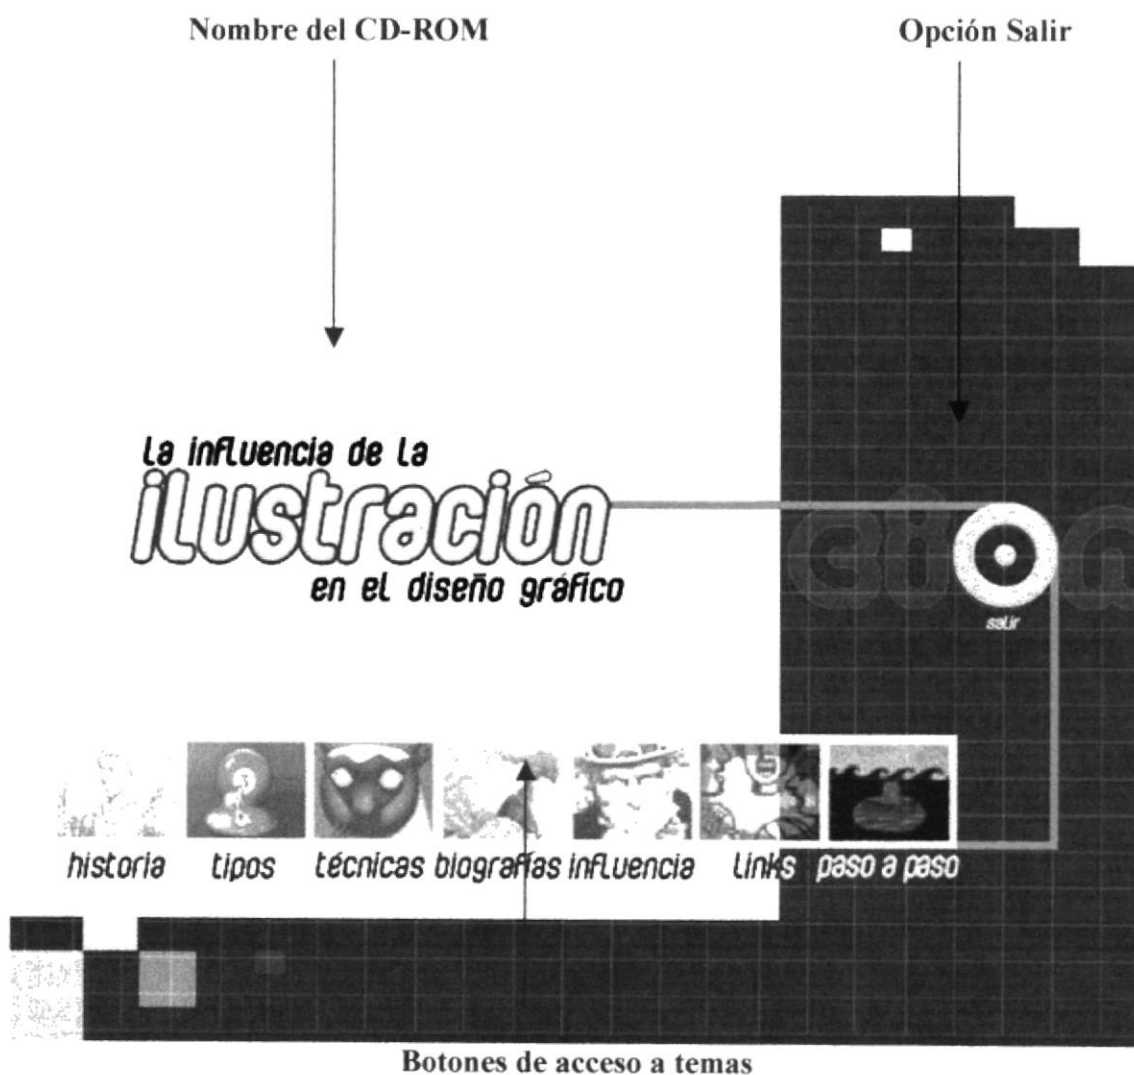 Nombre del CD-ROM
Opción Salir
la influencia de la
ilustración
en el diseño gráfico
salir
historia tipos técnicas biografías influencia links paso a paso
Botones de acceso a temas